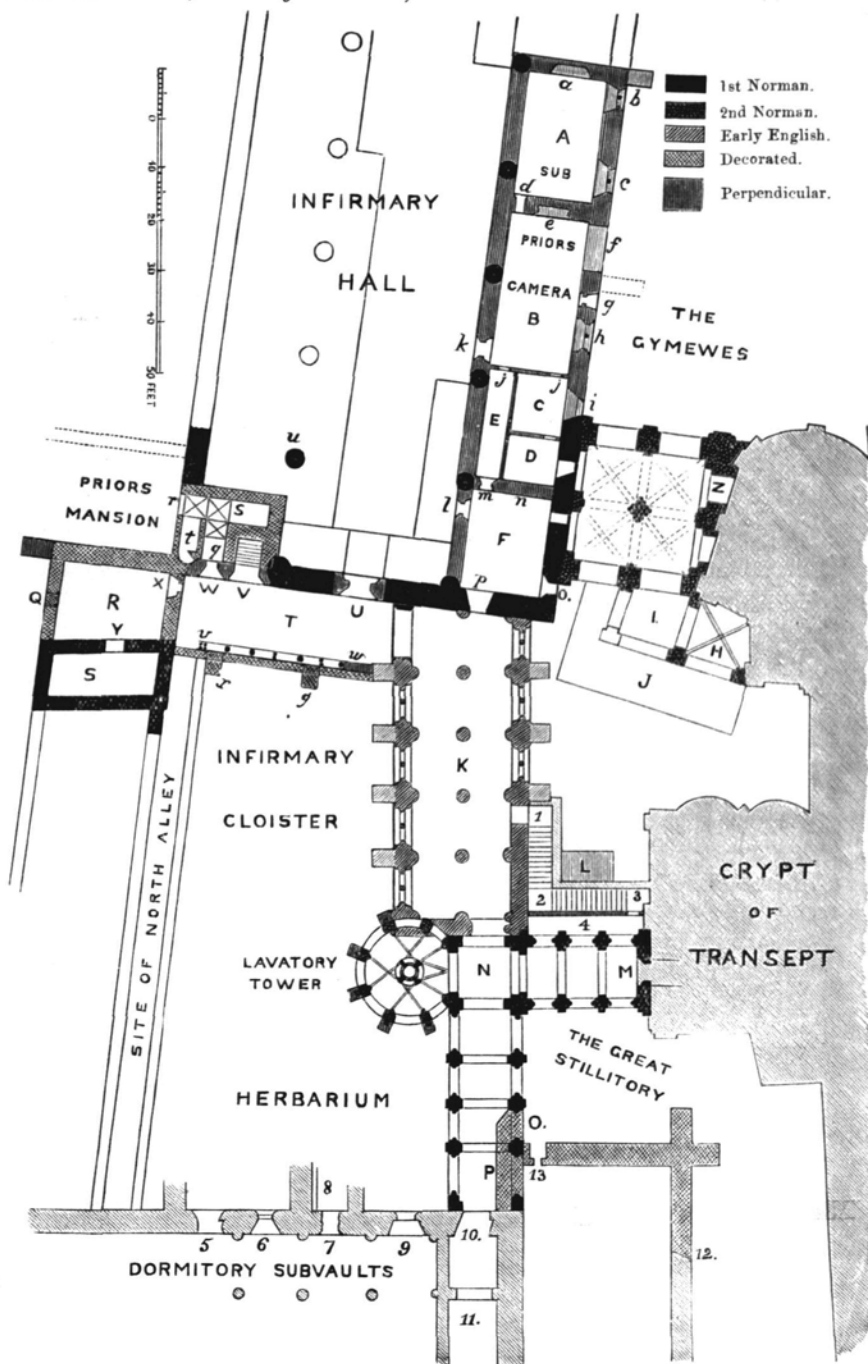 1st Norman.
2nd Norman.
Early English.
Decorated.
Perpendicular.
0
10
20
30
40
50 FEET
INFIRMARY
HALL
a
b
A
SUB
c
d
e
PRIORS
f
CAMERA
B
g
h
THE
GYMEWES
k
j
j
i
C
E
D
u
Z
l
m
n
F
p
O.
PRIORS
MANSION
r
S
t
q
X
W
V
U
Q
R
T
Y
v
w
S
x
y
I
H
J
INFIRMARY
CLOISTER
K
1
L
2
3
4
CRYPT
OF
TRANSEPT
SITE OF NORTH ALLEY
LAVATORY
TOWER
N
M
THE GREAT
STILLITORY
HERBARIUM
O.
P
13
8
5
6
7
9
10.
12.
DORMITORY SUBVAULTS
11.